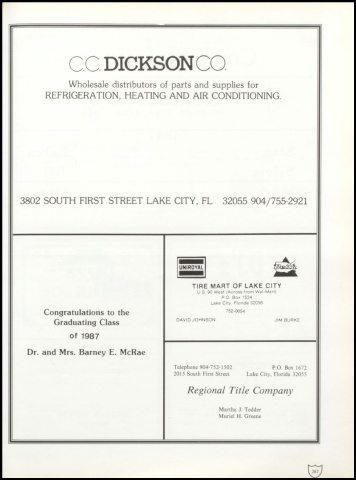 C.C. DICKSON CO.
Wholesale distributors of parts and supplies for
REFRIGERATION, HEATING AND AIR CONDITIONING.
3802 SOUTH FIRST STREET LAKE CITY, FL 32055 904/755-2921
Congratulations to the
Graduating Class
of 1987
Dr. and Mrs. Barney E. McRae
UNIROYAL
TIRE MART OF LAKE CITY
U.S. 90 West (Across from Wal-Mart)
P.O. Box 1524
Lake City, Florida 32056
DAVID JOHNSON JIM BURKE
Telephone 904-752-1502 P.O. Box 1672
2015 South First Street Lake City, Florida 32055
Regional Title Company
Martha J. Tedder
Muriel H. Greene